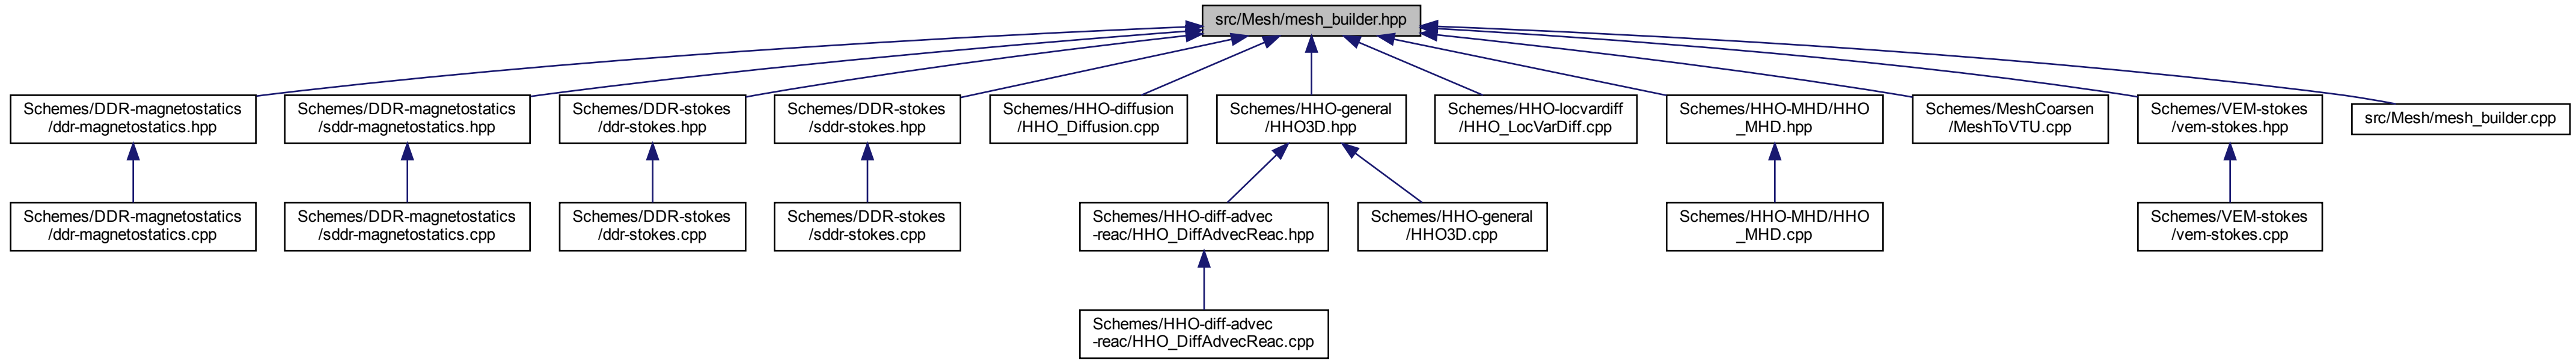 src/Mesh/mesh_builder.hpp
Schemes/DDR-magnetostatics
/ddr-magnetostatics.hpp
Schemes/DDR-magnetostatics
/sddr-magnetostatics.hpp
Schemes/DDR-stokes
/ddr-stokes.hpp
Schemes/DDR-stokes
/sddr-stokes.hpp
Schemes/HHO-diffusion
/HHO_Diffusion.cpp
Schemes/HHO-general
/HHO3D.hpp
Schemes/HHO-locvardiff
/HHO_LocVarDiff.cpp
Schemes/HHO-MHD/HHO
_MHD.hpp
Schemes/MeshCoarsen
/MeshToVTU.cpp
Schemes/VEM-stokes
/vem-stokes.hpp
src/Mesh/mesh_builder.cpp
Schemes/DDR-magnetostatics
/ddr-magnetostatics.cpp
Schemes/DDR-magnetostatics
/sddr-magnetostatics.cpp
Schemes/DDR-stokes
/ddr-stokes.cpp
Schemes/DDR-stokes
/sddr-stokes.cpp
Schemes/HHO-diff-advec
-reac/HHO_DiffAdvecReac.hpp
Schemes/HHO-general
/HHO3D.cpp
Schemes/HHO-MHD/HHO
_MHD.cpp
Schemes/VEM-stokes
/vem-stokes.cpp
Schemes/HHO-diff-advec
-reac/HHO_DiffAdvecReac.cpp